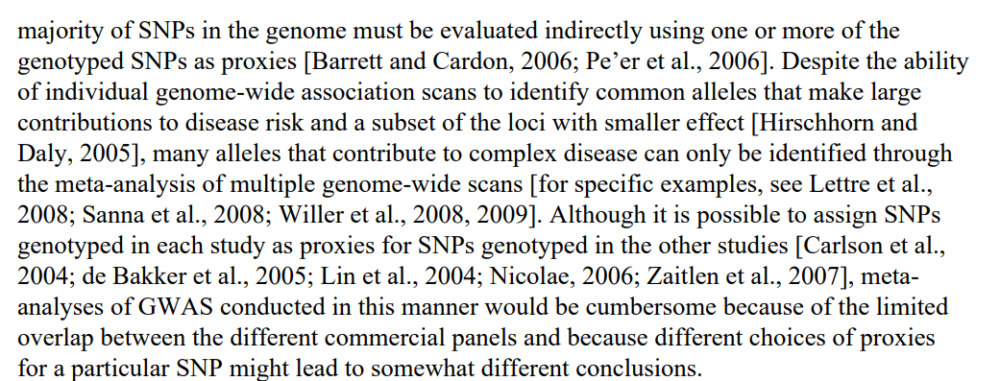 majority of SNPs in the genome must be evaluated indirectly using one or more of the
genotyped SNPs as proxies [Barrett and Cardon, 2006; Pe’er et al., 2006]. Despite the ability
of individual genome-wide association scans to identify common alleles that make large
contributions to disease risk and a subset of the loci with smaller effect [Hirschhorn and
Daly, 2005], many alleles that contribute to complex disease can only be identified through
the meta-analysis of multiple genome-wide scans [for specific examples, see Lettre et al.,
2008; Sanna et al., 2008; Willer et al., 2008, 2009]. Although it is possible to assign SNPs
genotyped in each study as proxies for SNPs genotyped in the other studies [Carlson et al.,
2004; de Bakker et al., 2005; Lin et al., 2004; Nicolae, 2006; Zaitlen et al., 2007], meta-
analyses of GWAS conducted in this manner would be cumbersome because of the limited
overlap between the different commercial panels and because different choices of proxies
for a particular SNP might lead to somewhat different conclusions.